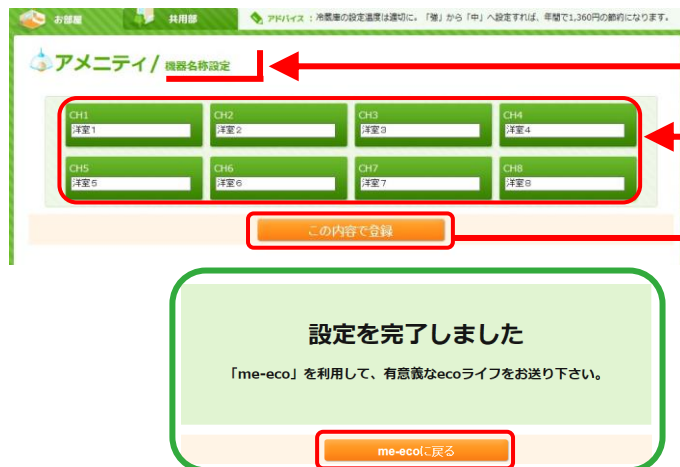 お部屋
共用部
アドバイス：冷蔵庫の設定温度は適切に。「強」から「中」へ設定すれば、年間で1,360円の節約になります。
アメニティ/ 機器名称設定
CH1 CH2 CH3 CH4
洋室1 洋室2 洋室3 洋室4
CH5 CH6 CH7 CH8
洋室5 洋室6 洋室7 洋室8
この内容で登録
設定を完了しました
「me-eco」を利用して、有意義なecoライフをお送り下さい。
me-ecoに戻る